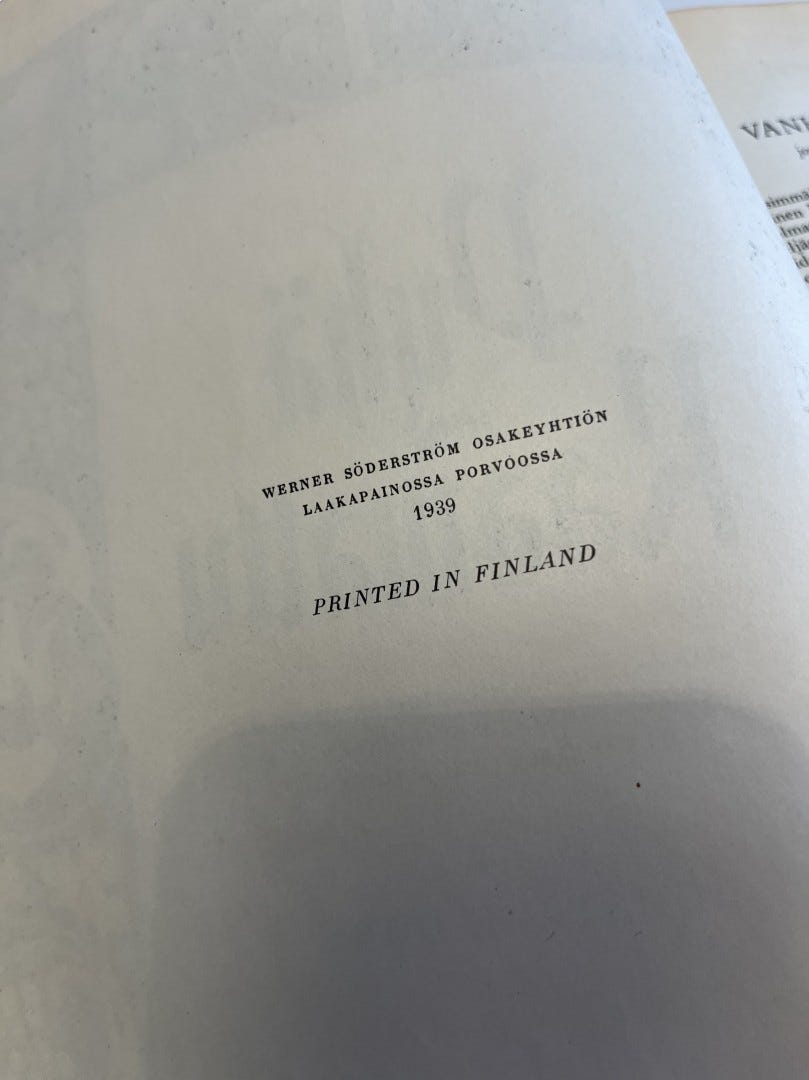 WERNER SÖDERSTRÖM OSAKEYHTIÖN
LAAKAPAINOSSA PORVOOSSA
1939
PRINTED IN FINLAND